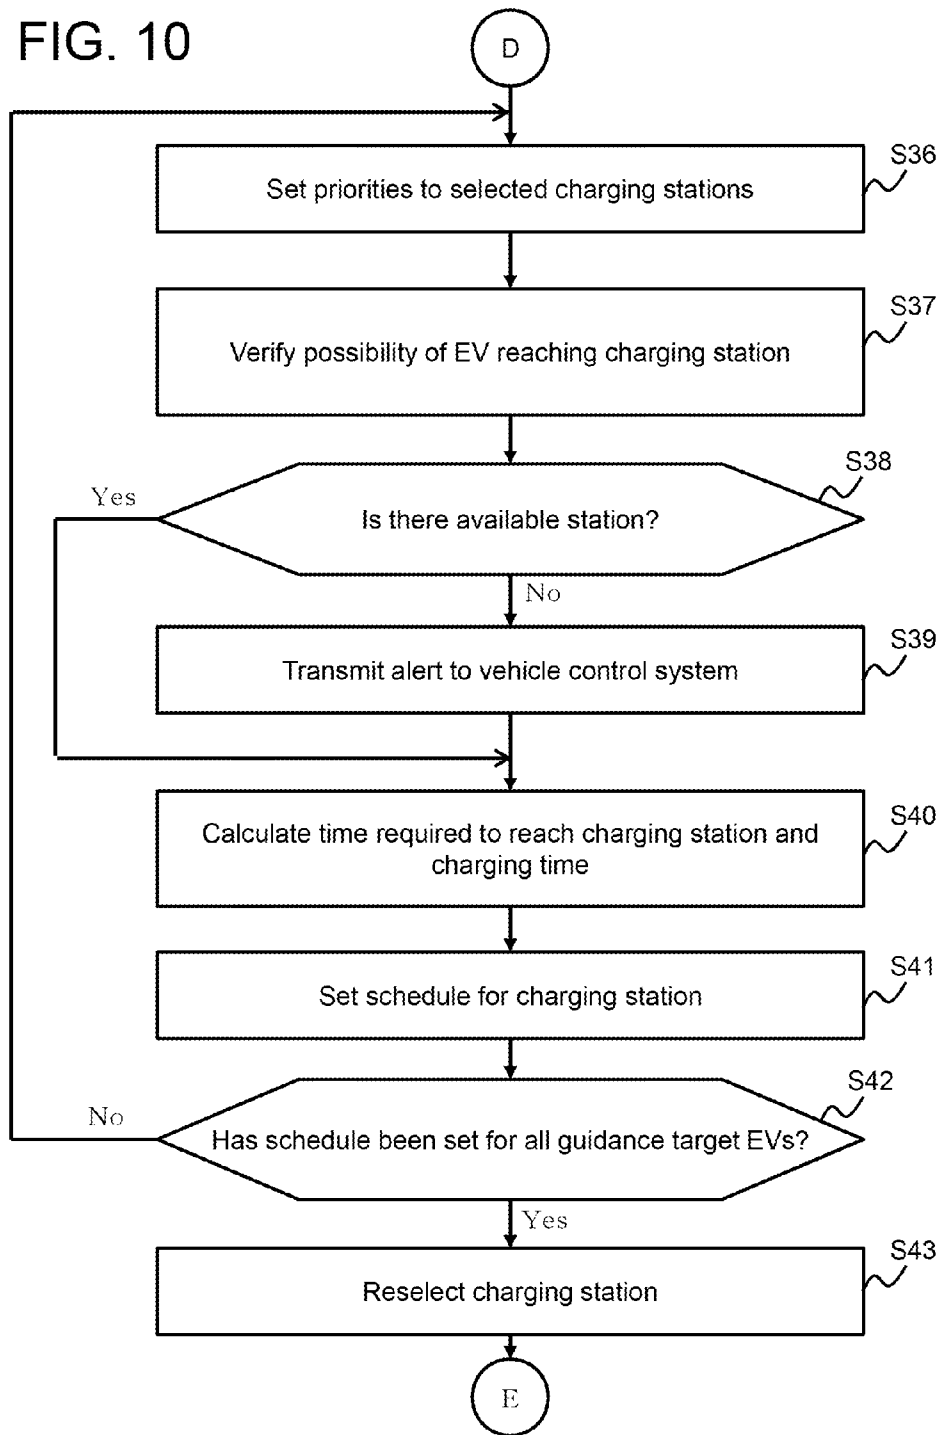 FIG. 10
D
S36
Set priorities to selected charging stations
S37
Verify possibility of EV reaching charging station
S38
Yes
Is there available station?
No
S39
Transmit alert to vehicle control system
S40
Calculate time required to reach charging station and
charging time
S41
Set schedule for charging station
S42
No
Has schedule been set for all guidance target EVs?
Yes
S43
Reselect charging station
E